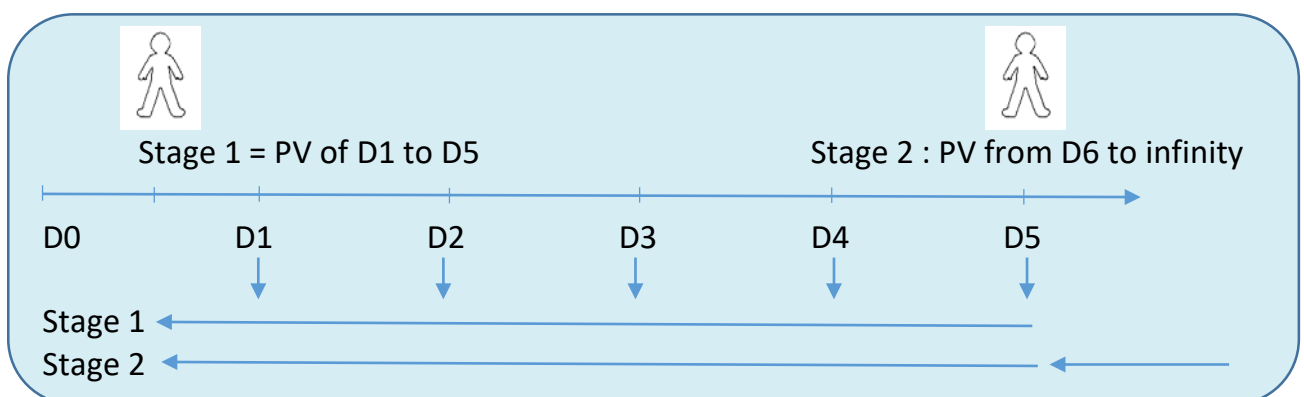 Stage 1 = PV of D1 to D5 Stage 2 : PV from D6 to infinity
D0 D1 D2 D3 D4 D5
Stage 1
Stage 2